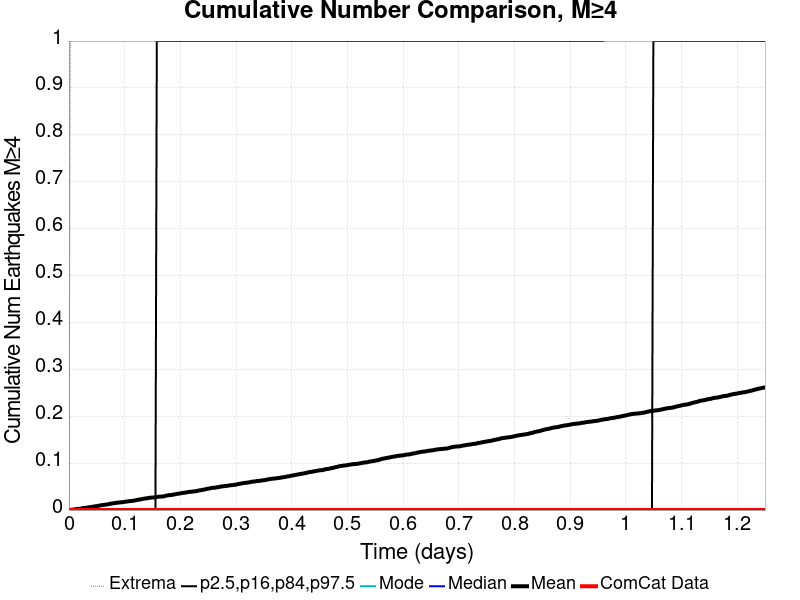 Cumulative Number Comparison, M≥4
Cumulative Num Earthquakes M≥4
1
0.9
0.8
0.7
0.6
0.5
0.4
0.3
0.2
0.1
0
0 0.1 0.2 0.3 0.4 0.5 0.6 0.7 0.8 0.9 1 1.1 1.2
Time (days)
Extrema p2.5,p16,p84,p97.5 Mode Median Mean ComCat Data